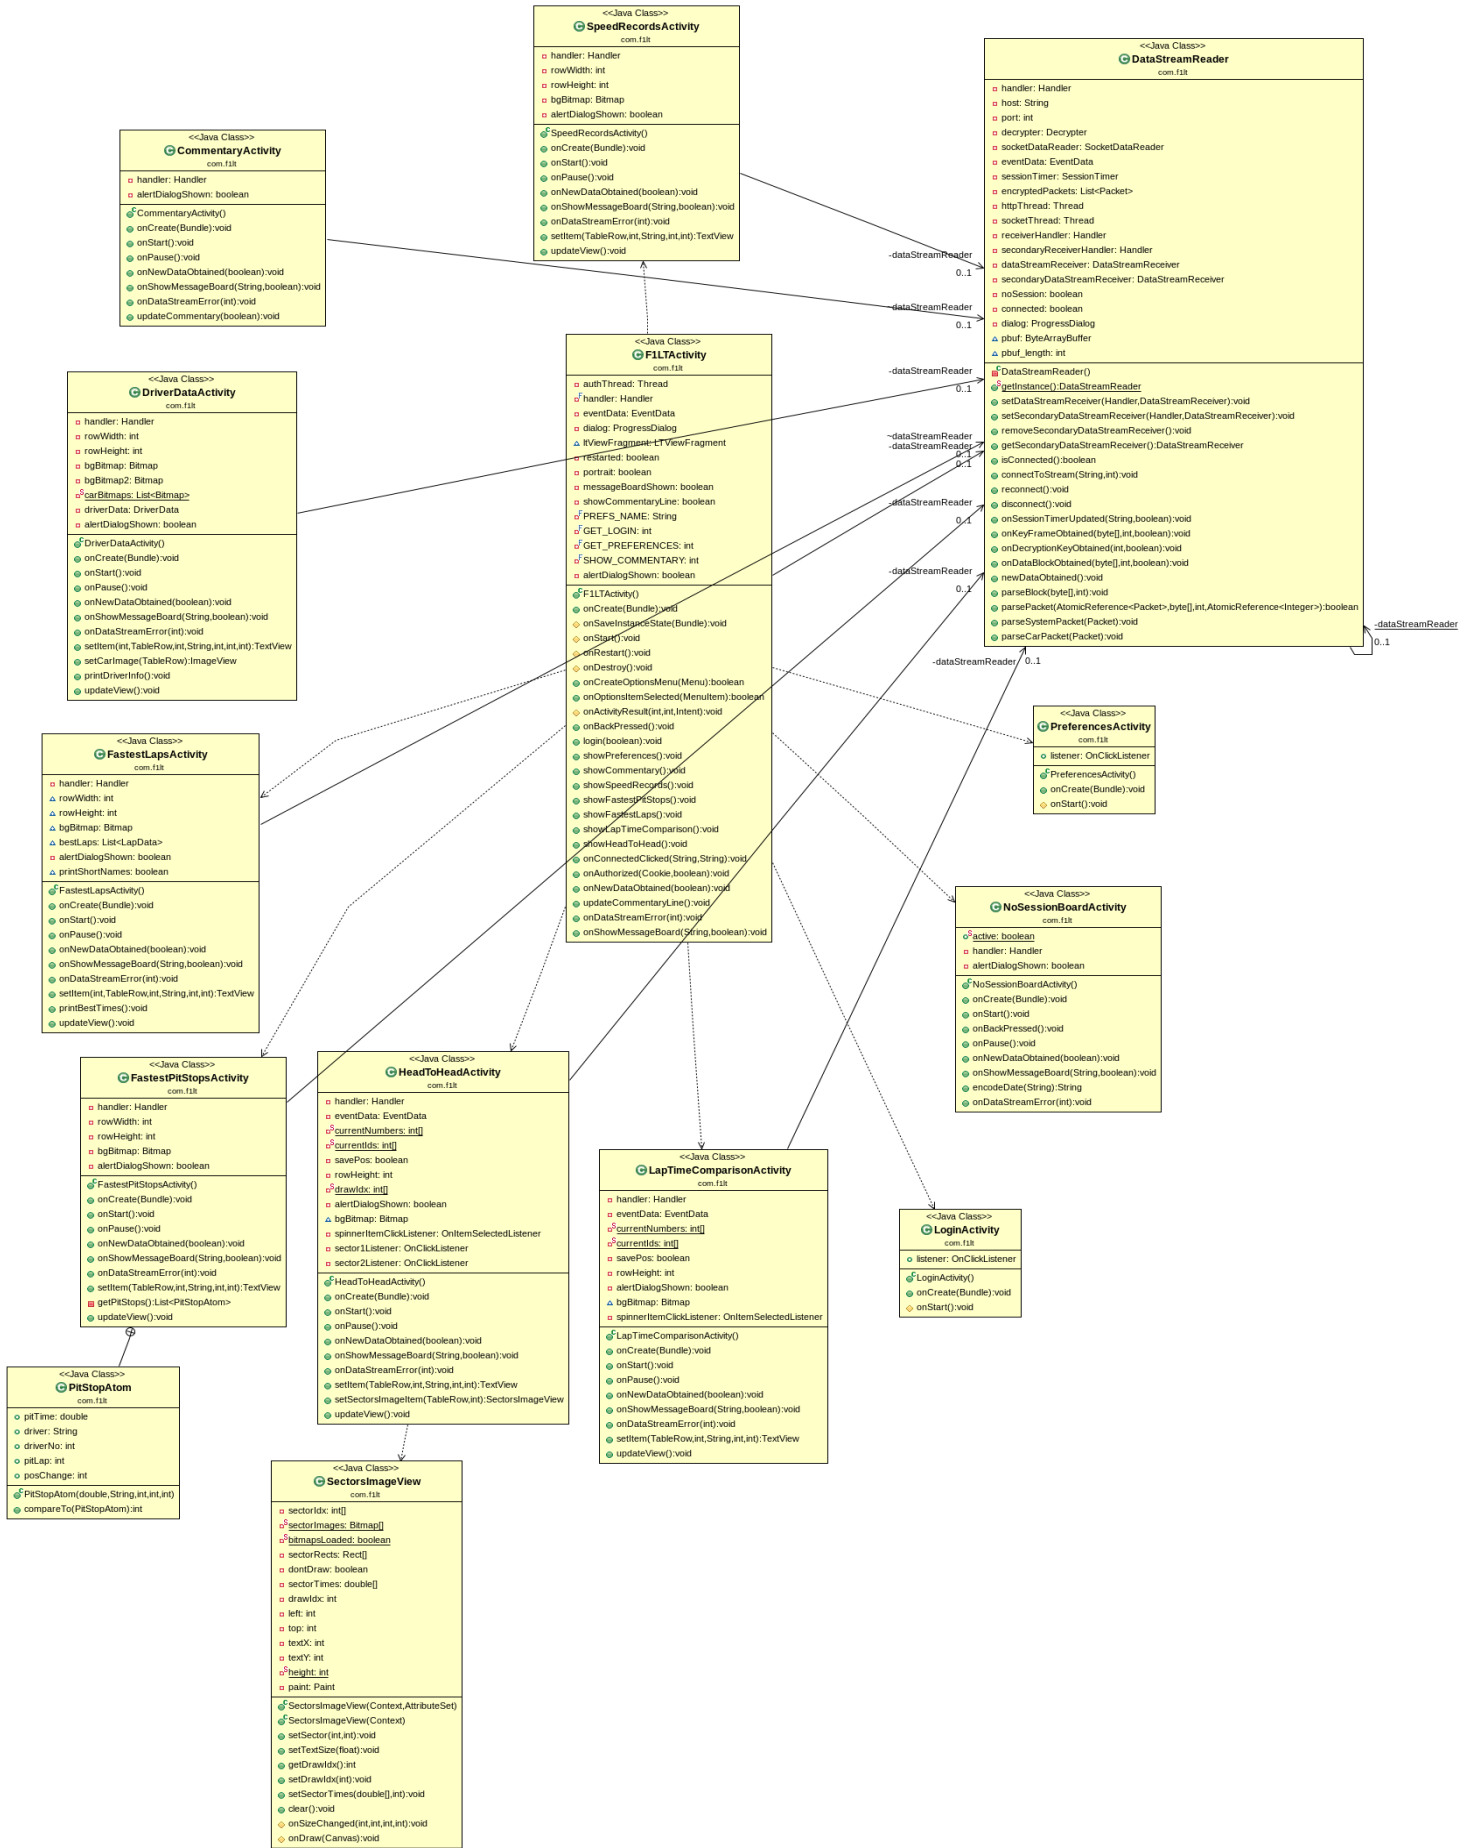 <<Java Class>>
SpeedRecordsActivity
com.f1lt
handler: Handler
rowWidth: int
rowHeight: int
bgBitmap: Bitmap
alertDialogShown: boolean
SpeedRecordsActivity()
onCreate(Bundle):void
onStart():void
onPause():void
onNewDataObtained(boolean):void
onShowMessageBoard(String,boolean):void
onDataStreamError(int):void
setItem(TableRow,int,String,int,int):TextView
updateView():void
<<Java Class>>
DataStreamReader
com.f1lt
handler: Handler
host: String
port: int
decrypter: Decrypter
socketDataReader: SocketDataReader
eventData: EventData
sessionTimer: SessionTimer
encryptedPackets: List<Packet>
httpThread: Thread
socketThread: Thread
receiverHandler: Handler
secondaryReceiverHandler: Handler
dataStreamReceiver: DataStreamReceiver
secondaryDataStreamReceiver: DataStreamReceiver
noSession: boolean
connected: boolean
dialog: ProgressDialog
pbuf: ByteArrayBuffer
pbuf_length: int
DataStreamReader()
getInstance():DataStreamReader
setDataStreamReceiver(Handler,DataStreamReceiver):void
setSecondaryDataStreamReceiver(Handler,DataStreamReceiver):void
removeSecondaryDataStreamReceiver():void
getSecondaryDataStreamReceiver():DataStreamReceiver
isConnected():boolean
connectToStream(String,int):void
reconnect():void
disconnect():void
onSessionTimerUpdated(String,boolean):void
onKeyFrameObtained(byte[],int,boolean):void
onDecryptionKeyObtained(int,boolean):void
onDataBlockObtained(byte[],int,boolean):void
newDataObtained():void
parseBlock(byte[],int):void
parsePacket(AtomicReference<Packet>,byte[],int,AtomicReference<Integer>):boolean
parseSystemPacket(Packet):void
parseCarPacket(Packet):void
<<Java Class>>
CommentaryActivity
com.f1lt
handler: Handler
alertDialogShown: boolean
CommentaryActivity()
onCreate(Bundle):void
onStart():void
onPause():void
onNewDataObtained(boolean):void
onShowMessageBoard(String,boolean):void
onDataStreamError(int):void
updateCommentary(boolean):void
-dataStreamReader
0..1
-dataStreamReader
0..1
-dataStreamReader
0..1
~dataStreamReader
-dataStreamReader
0..1
0..1
-dataStreamReader
0..1
-dataStreamReader
0..1
-dataStreamReader
0..1
-dataStreamReader
0..1
<<Java Class>>
F1LTActivity
com.f1lt
authThread: Thread
handler: Handler
eventData: EventData
dialog: ProgressDialog
ltViewFragment: LTViewFragment
restarted: boolean
portrait: boolean
messageBoardShown: boolean
showCommentaryLine: boolean
PREFS_NAME: String
GET_LOGIN: int
GET_PREFERENCES: int
SHOW_COMMENTARY: int
alertDialogShown: boolean
F1LTActivity()
onCreate(Bundle):void
onSaveInstanceState(Bundle):void
onStart():void
onRestart():void
onDestroy():void
onCreateOptionsMenu(Menu):boolean
onOptionsItemSelected(MenuItem):boolean
onActivityResult(int,int,Intent):void
onBackPressed():void
login(boolean):void
showPreferences():void
showCommentary():void
showSpeedRecords():void
showFastestPitStops():void
showFastestLaps():void
showLapTimeComparison():void
showHeadToHead():void
onConnectedClicked(String,String):void
onAuthorized(Cookie,boolean):void
onNewDataObtained(boolean):void
updateCommentaryLine():void
onDataStreamError(int):void
onShowMessageBoard(String,boolean):void
<<Java Class>>
DriverDataActivity
com.f1lt
handler: Handler
rowWidth: int
rowHeight: int
bgBitmap: Bitmap
bgBitmap2: Bitmap
carBitmaps: List<Bitmap>
driverData: DriverData
alertDialogShown: boolean
DriverDataActivity()
onCreate(Bundle):void
onStart():void
onPause():void
onNewDataObtained(boolean):void
onShowMessageBoard(String,boolean):void
onDataStreamError(int):void
setItem(int,TableRow,int,String,int,int,int):TextView
setCarImage(TableRow):ImageView
printDriverInfo():void
updateView():void
<<Java Class>>
PreferencesActivity
com.f1lt
listener: OnClickListener
PreferencesActivity()
onCreate(Bundle):void
onStart():void
<<Java Class>>
FastestLapsActivity
com.f1lt
handler: Handler
rowWidth: int
rowHeight: int
bgBitmap: Bitmap
bestLaps: List<LapData>
alertDialogShown: boolean
printShortNames: boolean
FastestLapsActivity()
onCreate(Bundle):void
onStart():void
onPause():void
onNewDataObtained(boolean):void
onShowMessageBoard(String,boolean):void
onDataStreamError(int):void
setItem(int,TableRow,int,String,int,int):TextView
printBestTimes():void
updateView():void
<<Java Class>>
NoSessionBoardActivity
com.f1lt
active: boolean
handler: Handler
alertDialogShown: boolean
NoSessionBoardActivity()
onCreate(Bundle):void
onStart():void
onBackPressed():void
onPause():void
onNewDataObtained(boolean):void
onShowMessageBoard(String,boolean):void
encodeDate(String):String
onDataStreamError(int):void
<<Java Class>>
FastestPitStopsActivity
com.f1lt
handler: Handler
rowWidth: int
rowHeight: int
bgBitmap: Bitmap
alertDialogShown: boolean
FastestPitStopsActivity()
onCreate(Bundle):void
onStart():void
onPause():void
onNewDataObtained(boolean):void
onShowMessageBoard(String,boolean):void
onDataStreamError(int):void
setItem(TableRow,int,String,int,int):TextView
getPitStops():List<PitStopAtom>
updateView():void
<<Java Class>>
HeadToHeadActivity
com.f1lt
handler: Handler
eventData: EventData
currentNumbers: int[]
currentIds: int[]
savePos: boolean
rowHeight: int
drawIdx: int[]
alertDialogShown: boolean
bgBitmap: Bitmap
spinnerItemClickListener: OnItemSelectedListener
sector1Listener: OnClickListener
sector2Listener: OnClickListener
HeadToHeadActivity()
onCreate(Bundle):void
onStart():void
onPause():void
onNewDataObtained(boolean):void
onShowMessageBoard(String,boolean):void
onDataStreamError(int):void
setItem(TableRow,int,String,int,int):TextView
setSectorsImageItem(TableRow,int):SectorsImageView
updateView():void
<<Java Class>>
LapTimeComparisonActivity
com.f1lt
handler: Handler
eventData: EventData
currentNumbers: int[]
currentIds: int[]
savePos: boolean
rowHeight: int
alertDialogShown: boolean
bgBitmap: Bitmap
spinnerItemClickListener: OnItemSelectedListener
LapTimeComparisonActivity()
onCreate(Bundle):void
onStart():void
onPause():void
onNewDataObtained(boolean):void
onShowMessageBoard(String,boolean):void
onDataStreamError(int):void
setItem(TableRow,int,String,int,int):TextView
updateView():void
<<Java Class>>
LoginActivity
com.f1lt
listener: OnClickListener
LoginActivity()
onCreate(Bundle):void
onStart():void
<<Java Class>>
PitStopAtom
com.f1lt
pitTime: double
driver: String
driverNo: int
pitLap: int
posChange: int
PitStopAtom(double,String,int,int,int)
compareTo(PitStopAtom):int
<<Java Class>>
SectorsImageView
com.f1lt
sectorIdx: int[]
sectorImages: Bitmap[]
bitmapsLoaded: boolean
sectorRects: Rect[]
dontDraw: boolean
sectorTimes: double[]
drawIdx: int
left: int
top: int
textX: int
textY: int
height: int
paint: Paint
SectorsImageView(Context,AttributeSet)
SectorsImageView(Context)
setSector(int,int):void
setTextSize(float):void
getDrawIdx():int
setDrawIdx(int):void
setSectorTimes(double[],int):void
clear():void
onSizeChanged(int,int,int,int):void
onDraw(Canvas):void